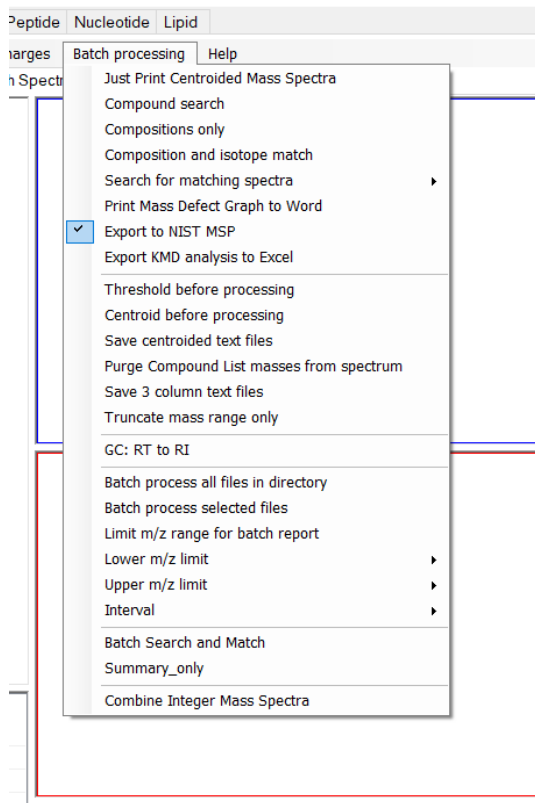 Peptide Nucleotide Lipid
Batch processing Help
Just Print Centroided Mass Spectra
Compound search
Compositions only
Composition and isotope match
Search for matching spectra
Print Mass Defect Graph to Word
Export to NIST MSP
Export KMD analysis to Excel
Threshold before processing
Centroid before processing
Save centroided text files
Purge Compound List masses from spectrum
Save 3 column text files
Truncate mass range only
GC: RT to RI
Batch process all files in directory
Batch process selected files
Limit m/z range for batch report
Lower m/z limit
Upper m/z limit
Interval
Batch Search and Match
Summary_only
Combine Integer Mass Spectra